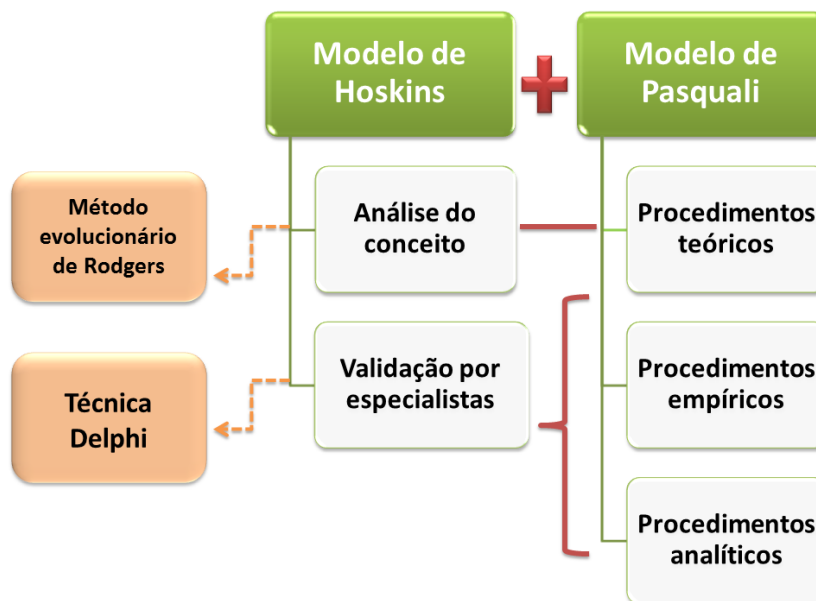 Modelo de
Hoskins
Modelo de
Pasquali
Método
evolucionário
de Rodgers
Análise do
conceito
Procedimentos
teóricos
Técnica
Delphi
Validação por
especialistas
Procedimentos
empíricos
Procedimentos
analíticos